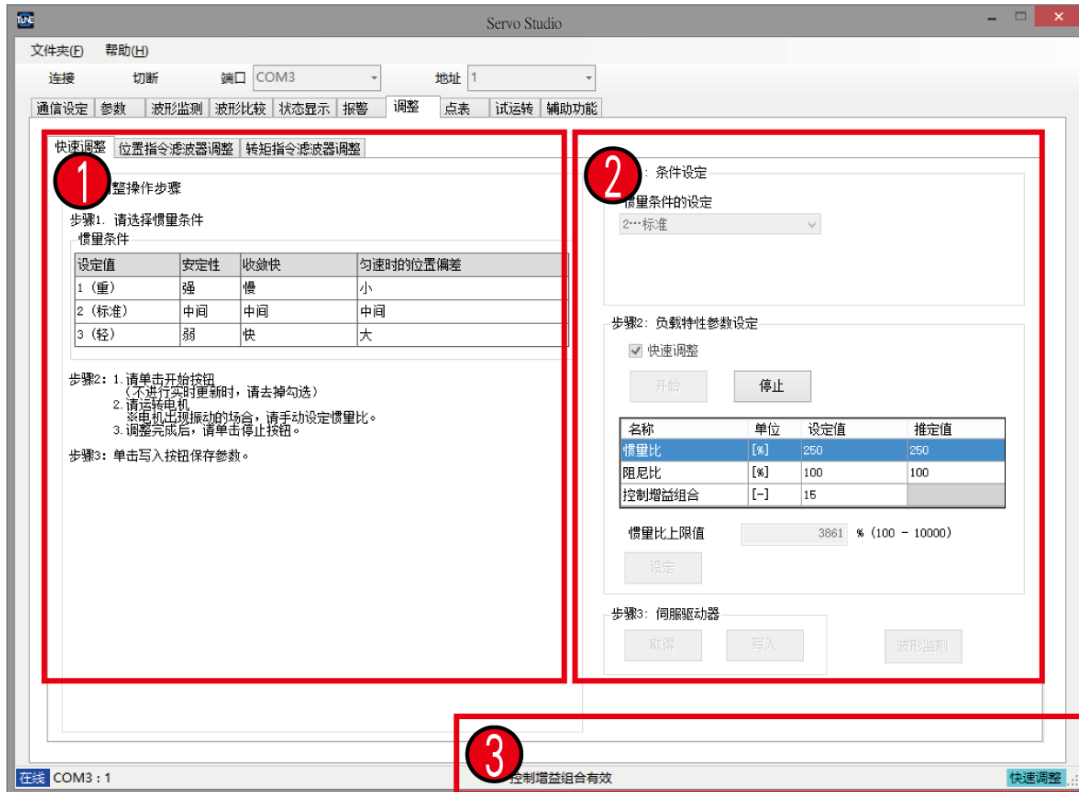 TUNE
Servo Studio
文件夹(F) 帮助(H)
连接 切断 端口 COM3 地址 1
通信设定 参数 波形监测 波形比较 状态显示 报警 调整 点表 试运转 辅助功能
快速调整 位置指令滤波器调整 转矩指令滤波器调整
1
整操作步骤
步骤1. 请选择惯量条件
惯量条件
设定值 安定性 收敛快 匀速时的位置偏差
1（重） 强 慢 小
2（标准） 中间 中间 中间
3（轻） 弱 快 大
步骤2：1.请单击开始按钮
（不进行实时更新时，请去掉勾选）
2.请运转电机
※电机出现振动的场合，请手动设定惯量比。
3.调整完成后，请单击停止按钮。
步骤3：单击写入按钮保存参数。
2
：条件设定
惯量条件的设定
2…标准
步骤2：负载特性参数设定
快速调整
开始 停止
名称 单位 设定值 推定值
惯量比 [%] 250 250
阻尼比 [%] 100 100
控制增益组合 [-] 15
惯量比上限值 3861 % (100 - 10000)
设定
步骤3：伺服驱动器
取得 写入 波形监测
3
在线 COM3 : 1 控制增益组合有效 快速调整